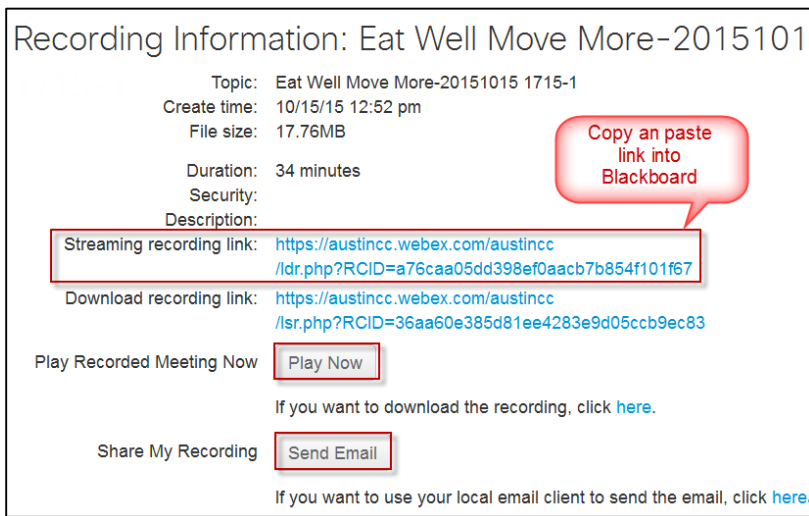 Recording Information: Eat Well Move More-2015101
Topic: Eat Well Move More-20151015 1715-1
Create time: 10/15/15 12:52 pm
File size: 17.76MB
Copy an paste
link into
Blackboard
Duration: 34 minutes
Security:
Description:
Streaming recording link: https://austincc.webex.com/austincc
/ldr.php?RCID=a76caa05dd398ef0aacb7b854f101f67
Download recording link: https://austincc.webex.com/austincc
/lsr.php?RCID=36aa60e385d81ee4283e9d05ccb9ec83
Play Recorded Meeting Now Play Now
If you want to download the recording, click here.
Share My Recording Send Email
If you want to use your local email client to send the email, click here.